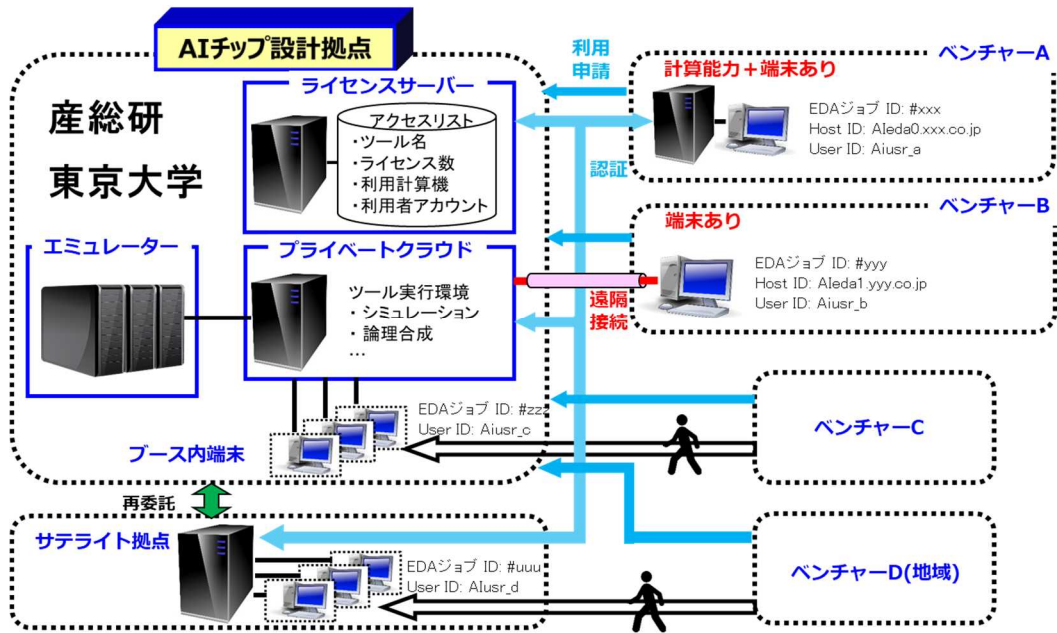 AIチップ設計拠点
産総研
東京大学
ライセンスサーバー
アクセスリスト
・ツール名
・ライセンス数
・利用計算機
・利用者アカウント
エミュレーター
プライベートクラウド
ツール実行環境
・シミュレーション
・論理合成
…
ブース内端末
EDAジョブ ID: #zzz
User ID: Aiusr_c
再委託
サテライト拠点
EDAジョブ ID: #uuu
User ID: AIusr_d
利用
申請
認証
遠隔
接続
ベンチャーA
計算能力＋端末あり
EDAジョブ ID: #xxx
Host ID: AIeda0.xxx.co.jp
User ID: Aiusr_a
ベンチャーB
端末あり
EDAジョブ ID: #yyy
Host ID: AIeda1.yyy.co.jp
User ID: Aiusr_b
ベンチャーC
ベンチャーD(地域)